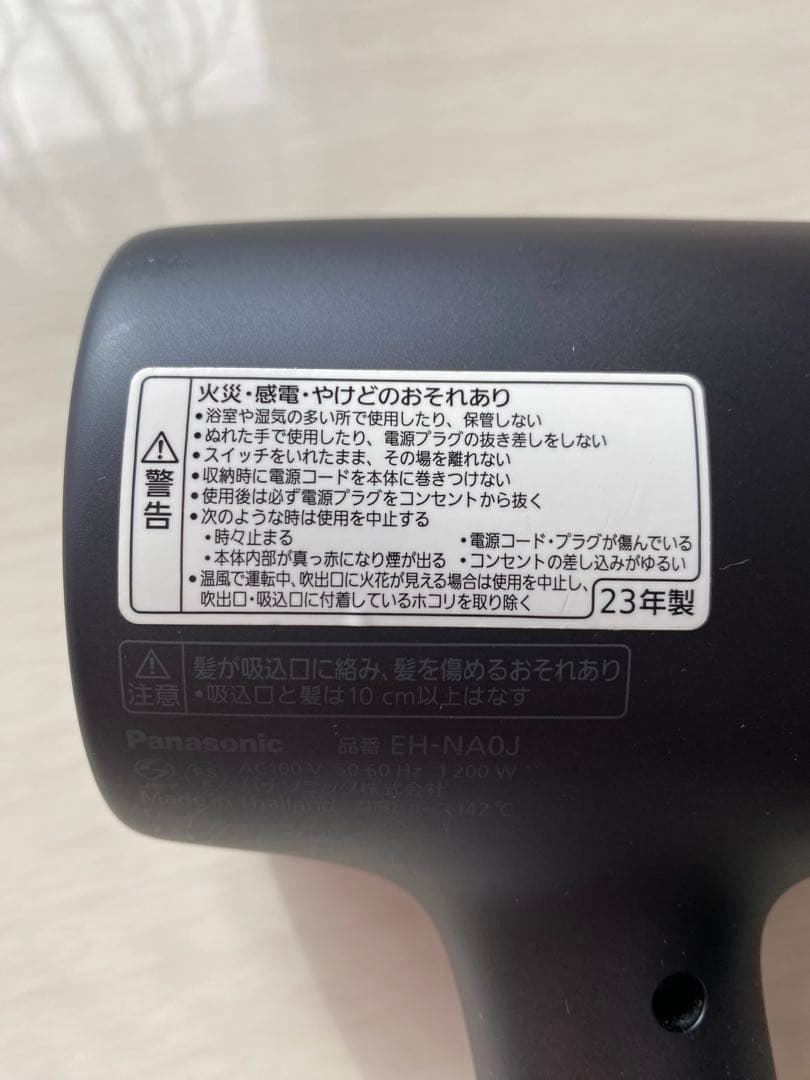 警告
火災・感電・やけどのおそれあり
•浴室や湿気の多い所で使用したり、保管しない
•ぬれた手で使用したり、電源プラグの抜き差しをしない
•スイッチをいれたまま、その場を離れない
•収納時に電源コードを本体に巻きつけない
•使用後は必ず電源プラグをコンセントから抜く
•次のような時は使用を中止する
•時々止まる •電源コード・プラグが傷んでいる
•本体内部が真っ赤になり煙が出る •コンセントの差し込みがゆるい
•温風で運転中、吹出口に火花が見える場合は使用を中止し、
吹出口・吸込口に付着しているホコリを取り除く
23年製
注意
髪が吸込口に絡み、髪を傷めるおそれあり
•吸込口と髪は10 cm以上はなす
Panasonic 品番 EH-NA0J
AC100 V 50-60 Hz 1 200 W
パナソニック株式会社
Made in Thailand 142℃